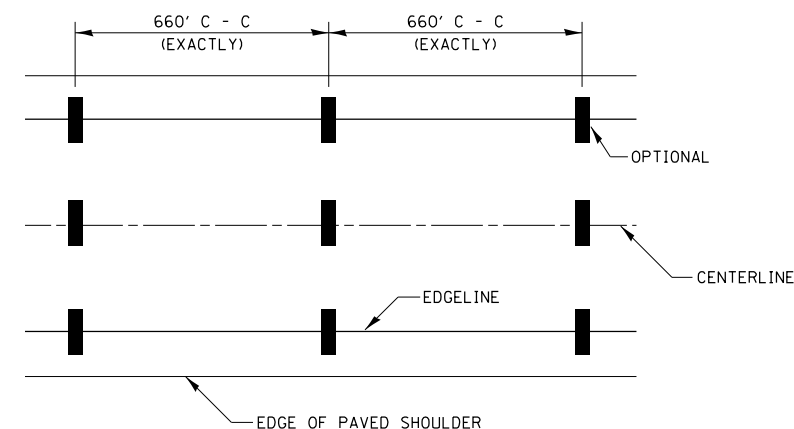 660' C - C
(EXACTLY)
660' C - C
(EXACTLY)
OPTIONAL
CENTERLINE
EDGELINE
EDGE OF PAVED SHOULDER